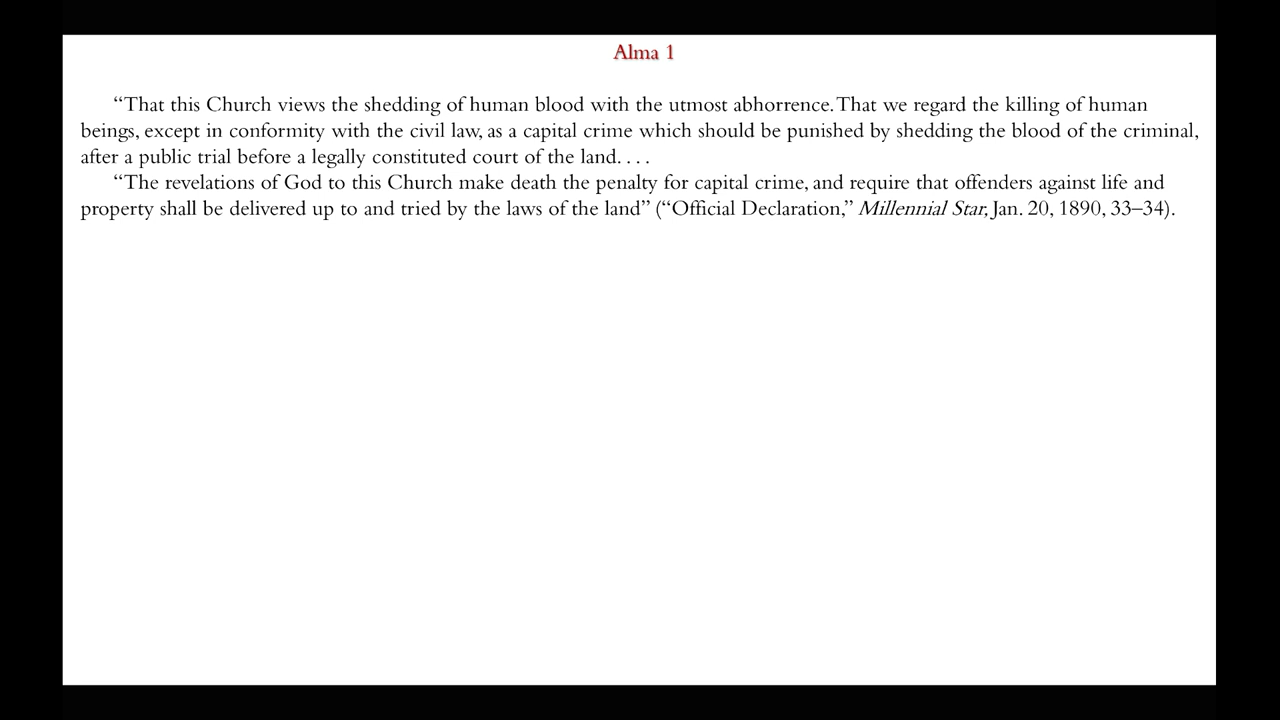 Alma 1
“That this Church views the shedding of human blood with the utmost abhorrence. That we regard the killing of human
beings, except in conformity with the civil law, as a capital crime which should be punished by shedding the blood of the criminal,
after a public trial before a legally constituted court of the land. . . .
“The revelations of God to this Church make death the penalty for capital crime, and require that offenders against life and
property shall be delivered up to and tried by the laws of the land” (“Official Declaration,” Millennial Star, Jan. 20, 1890, 33–34).